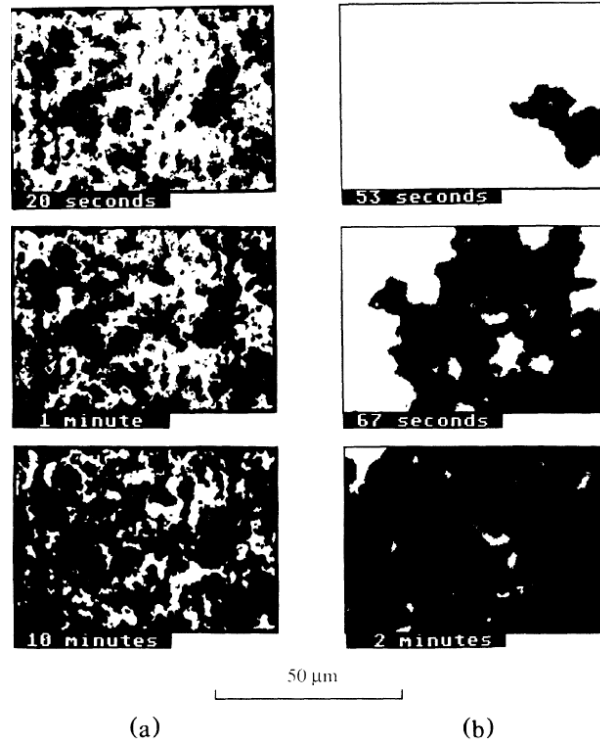 20 seconds
53 seconds
1 minute
67 seconds
10 minutes
2 minutes
50 µm
(a)
(b)